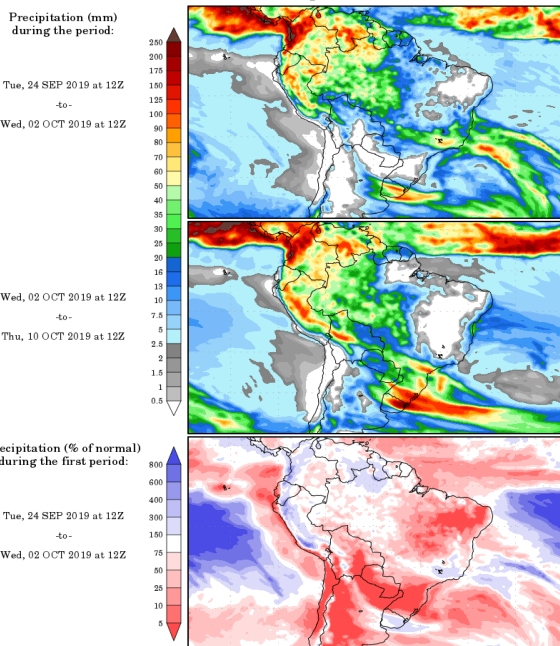 Precipitation (mm)
during the period:
250
200
175
150
125
100
90
80
70
60
50
40
35
30
25
20
16
13
10
7.5
5
2.5
2
1.5
1
0.5
Tue, 24 SEP 2019 at 12Z
-to-
Wed, 02 OCT 2019 at 12Z
Wed, 02 OCT 2019 at 12Z
-to-
Thu, 10 OCT 2019 at 12Z
ecipitation (% of normal)
during the first period:
800
600
400
300
150
75
50
25
10
5
Tue, 24 SEP 2019 at 12Z
-to-
Wed, 02 OCT 2019 at 12Z